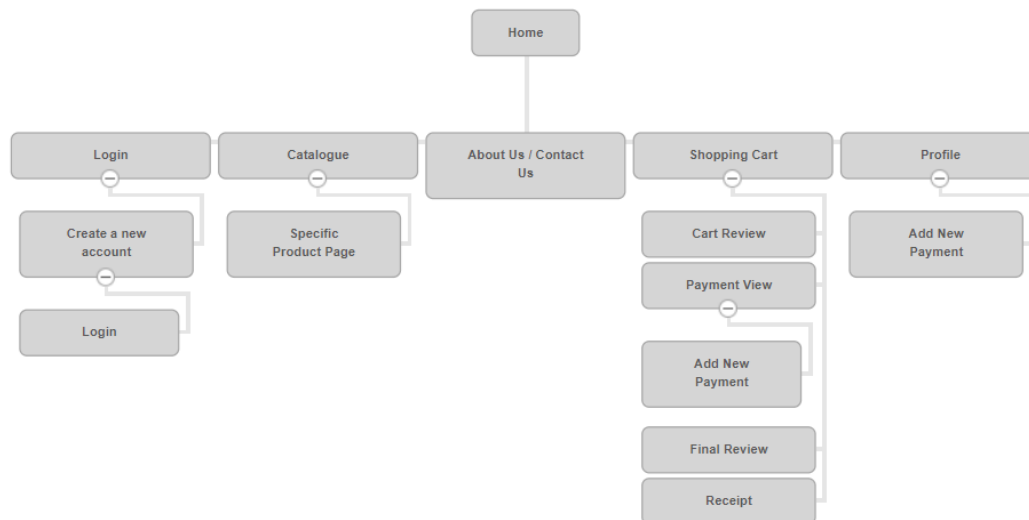 Home
Login
Catalogue
About Us / Contact
Us
Shopping Cart
Profile
Create a new
account
Login
Specific
Product Page
Cart Review
Payment View
Add New
Payment
Final Review
Receipt
Add New
Payment